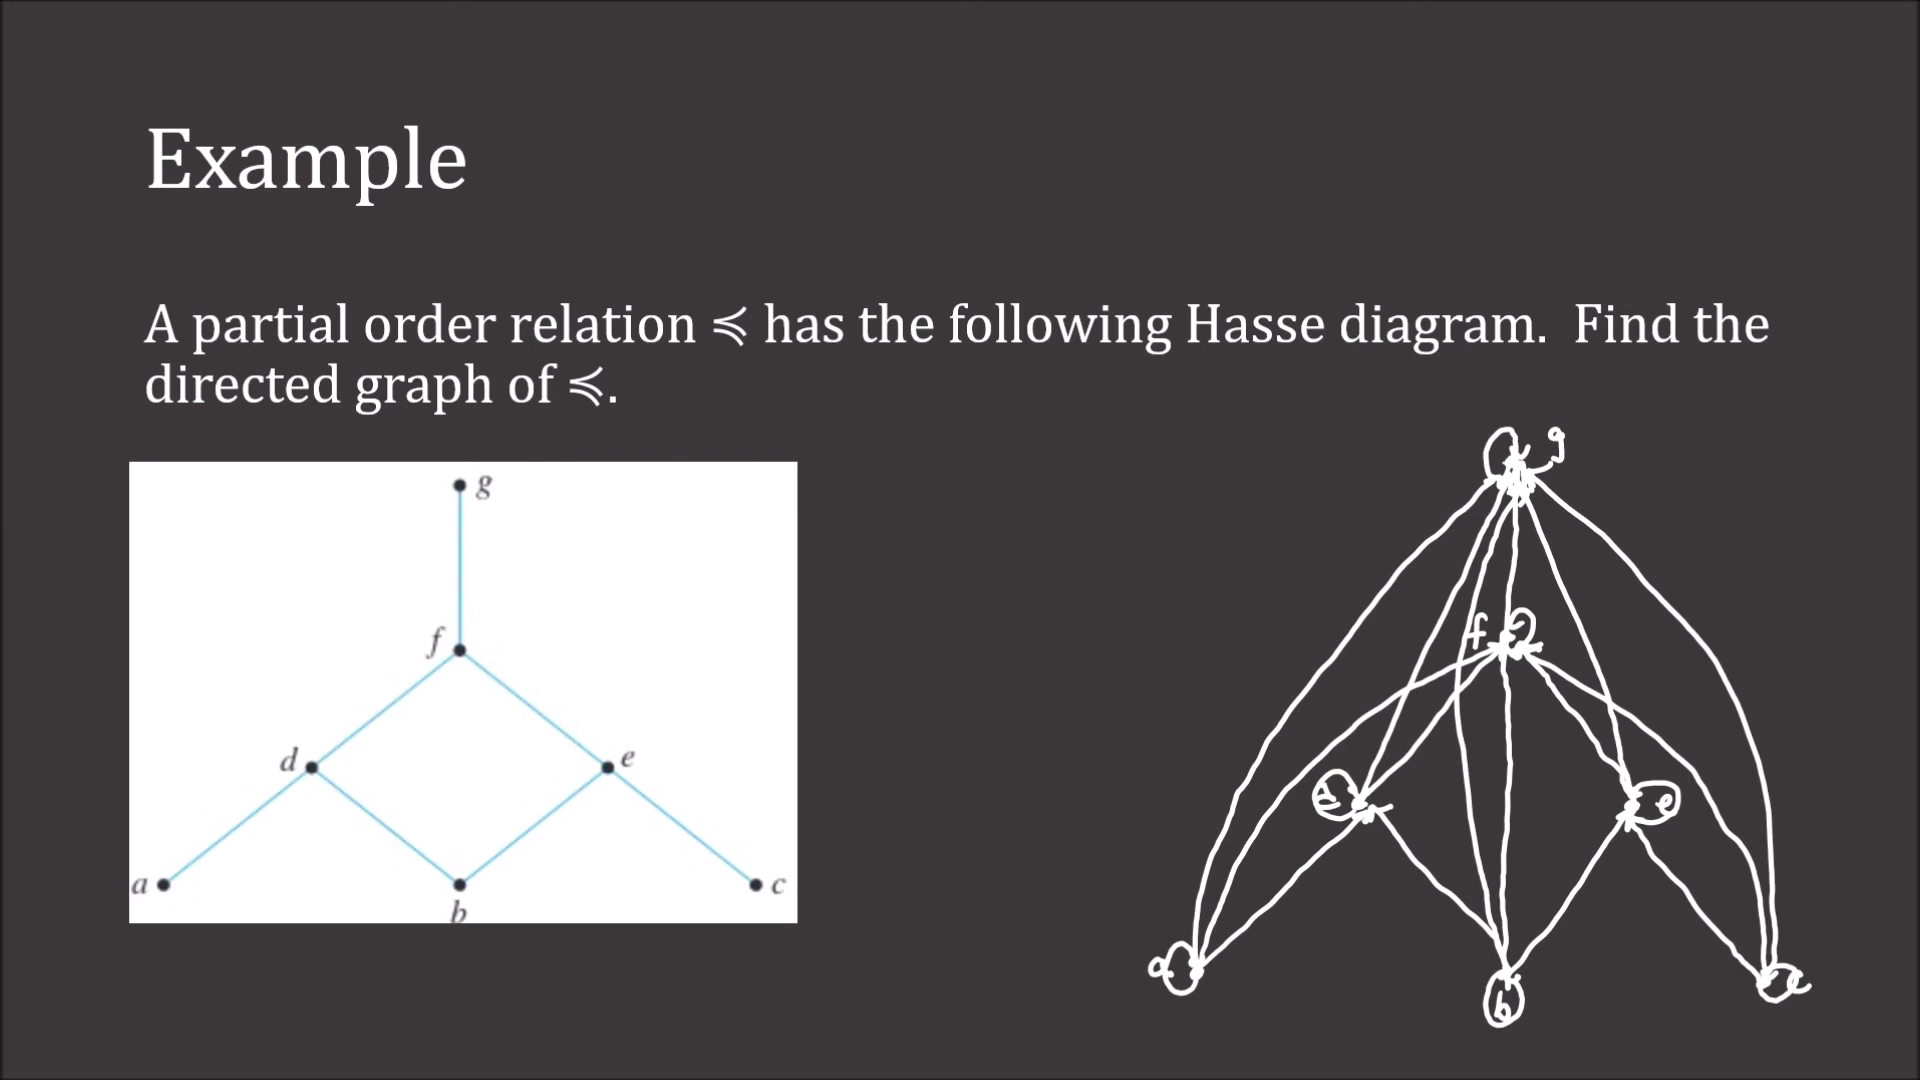 Example
A partial order relation ≼ has the following Hasse diagram.  Find the
directed graph of ≼.
g
f
d
e
a
c
b
g
f
d
e
a
b
c